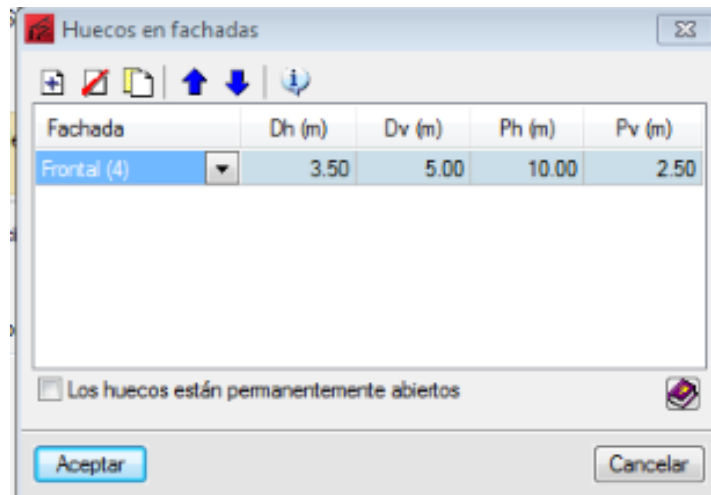 Huecos en fachadas
Fachada Dh (m) Dv (m) Ph (m) Pv (m)
Frontal (4) 3.50 5.00 10.00 2.50
Los huecos están permanentemente abiertos
Aceptar Cancelar